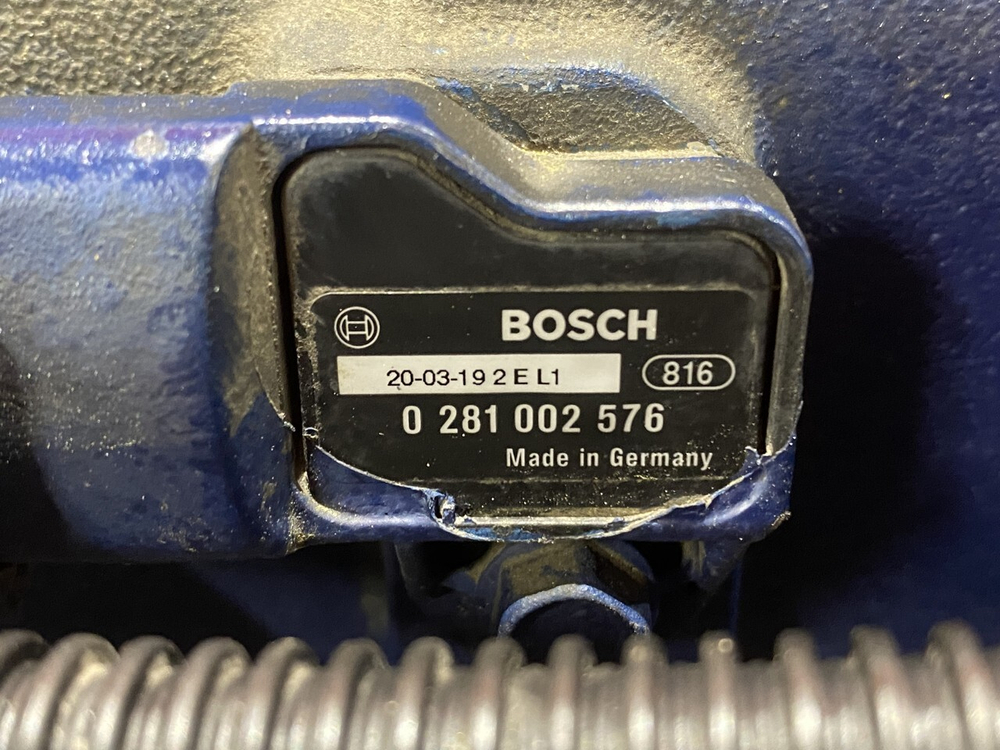 BOSCH
20-03-19 2 E L1
816
0 281 002 576
Made in Germany